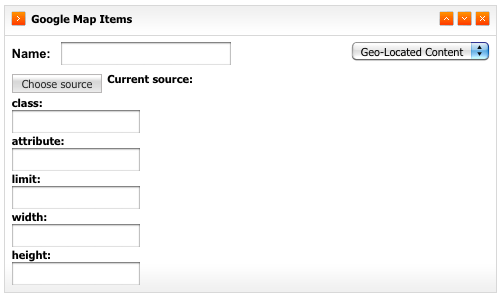 Google Map Items
Name:
Geo-Located Content
Choose source
Current source:
class:
attribute:
limit:
width:
height: